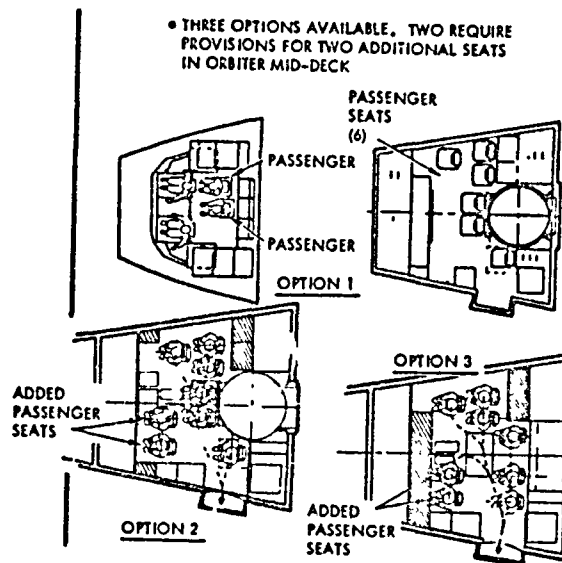 • THREE OPTIONS AVAILABLE. TWO REQUIRE
PROVISIONS FOR TWO ADDITIONAL SEATS
IN ORBITER MID-DECK
PASSENGER
SEATS
(6)
PASSENGER
PASSENGER
OPTION 1
OPTION 3
ADDED
PASSENGER
SEATS
OPTION 2
ADDED
PASSENGER
SEATS